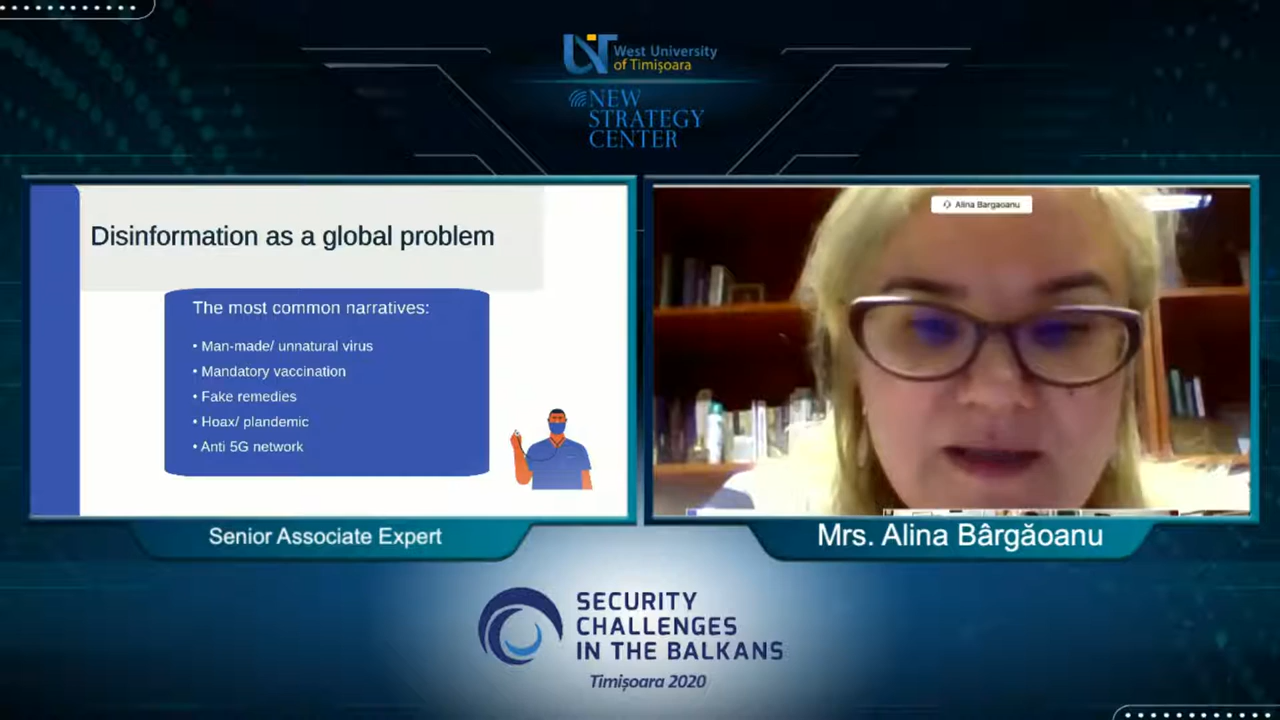 West University
of Timișoara
NEW
STRATEGY
CENTER
Disinformation as a global problem
The most common narratives:
• Man-made/ unnatural virus
• Mandatory vaccination
• Fake remedies
• Hoax/ plandemic
• Anti 5G network
Alina Bargaoanu
Senior Associate Expert
Mrs. Alina Bârgăoanu
SECURITY
CHALLENGES
IN THE BALKANS
Timișoara 2020